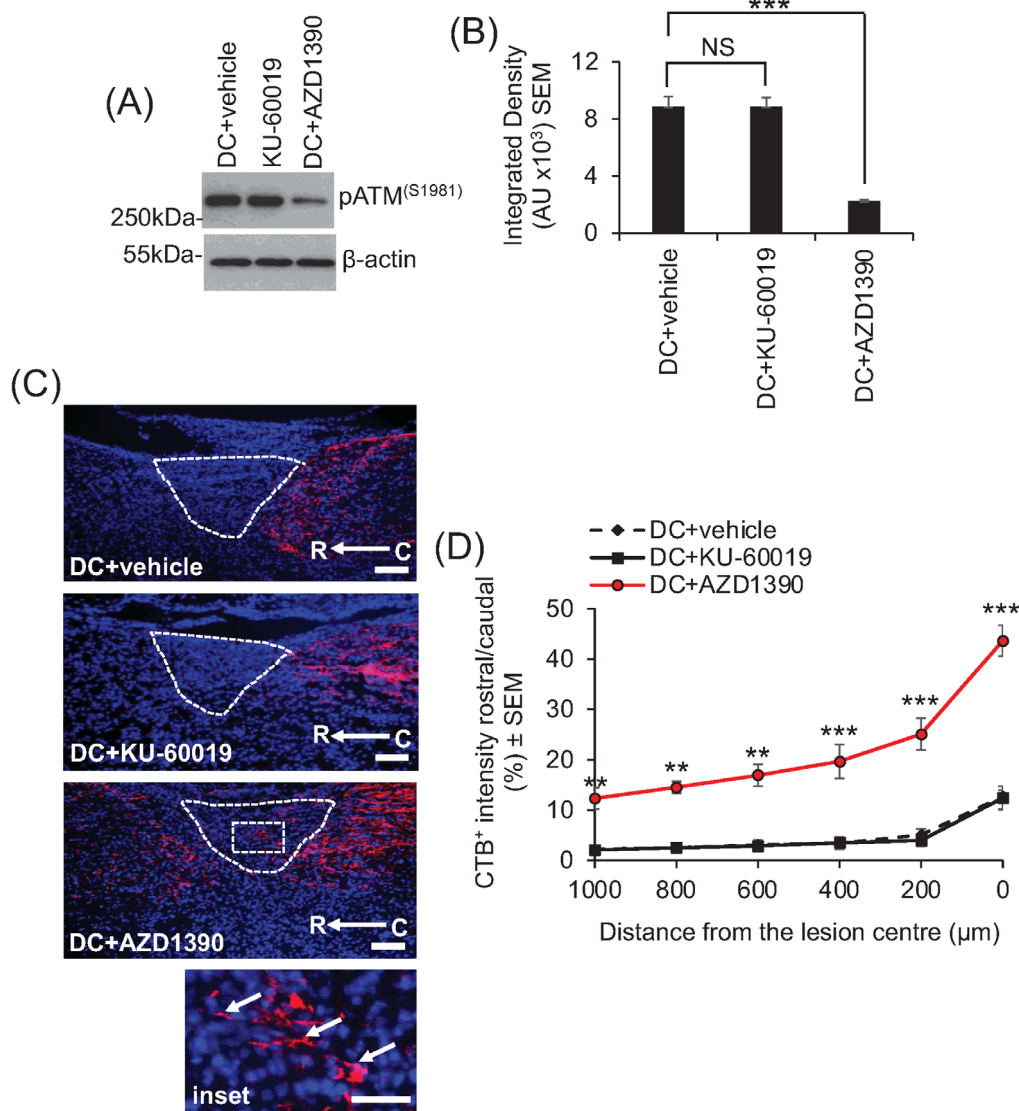 (A)
DC+vehicle
KU-60019
DC+AZD1390
pATM(S1981)
250kDa-
55kDa-
β-actin
(B)
***
NS
Integrated Density
(AU x10³) SEM
12
8
4
0
DC+vehicle
DC+KU-60019
DC+AZD1390
(C)
R C
DC+vehicle
R C
DC+KU-60019
R C
DC+AZD1390
inset
(D)
DC+vehicle
DC+KU-60019
DC+AZD1390
CTB⁺ intensity rostral/caudal
(%) ± SEM
50
40
30
20
10
0
** ** ** *** *** ***
1000 800 600 400 200 0
Distance from the lesion centre (µm)